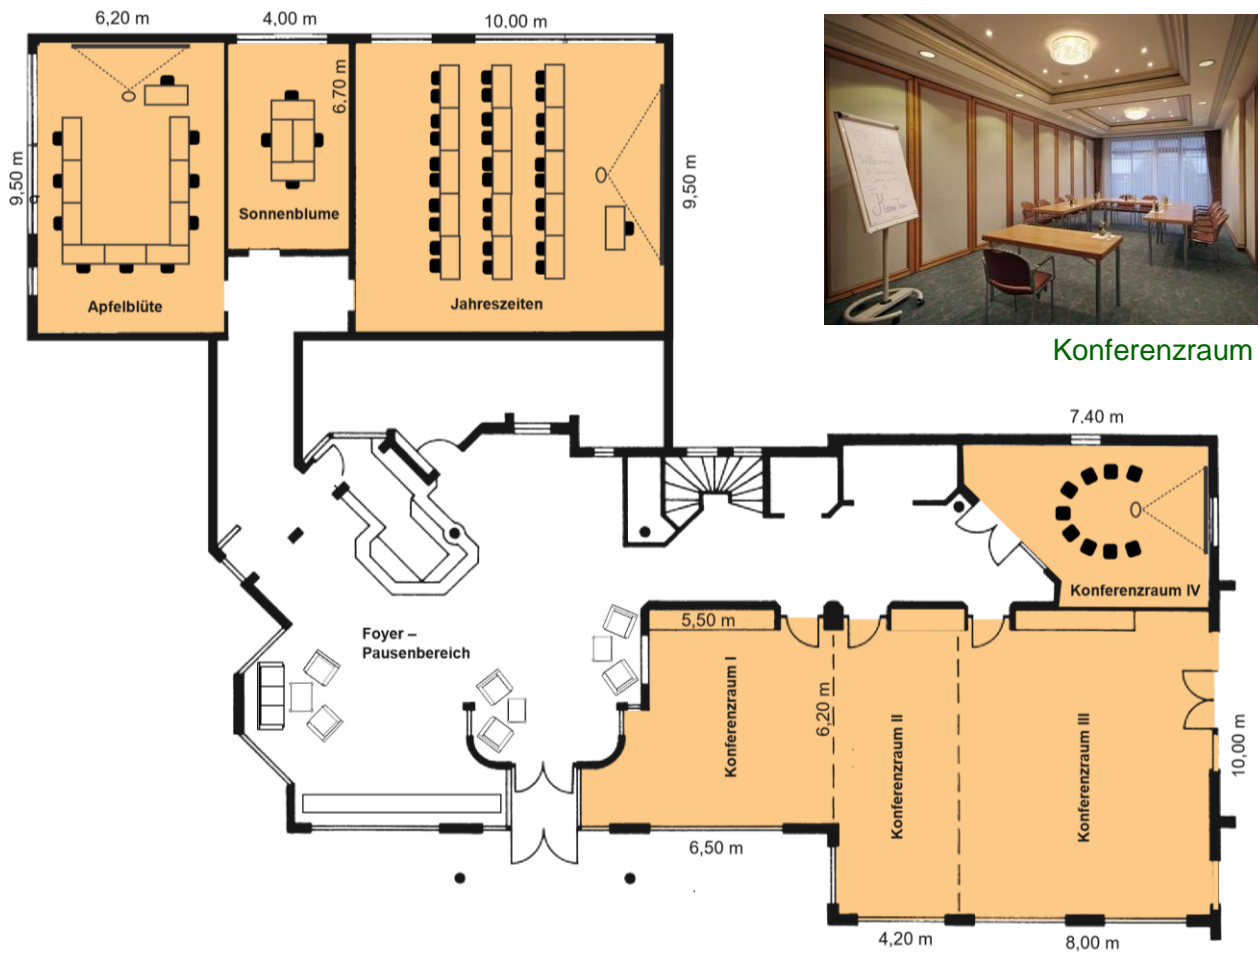 6,20 m
4,00 m
10,00 m
9,50 m
6,70 m
9,50 m
Sonnenblume
Apfelblüte
Jahreszeiten
Konferenzraum
7,40 m
Konferenzraum IV
5,50 m
Foyer –
Pausenbereich
Konferenzraum I
6,20 m
Konferenzraum II
Konferenzraum III
10,00 m
6,50 m
4,20 m
8,00 m